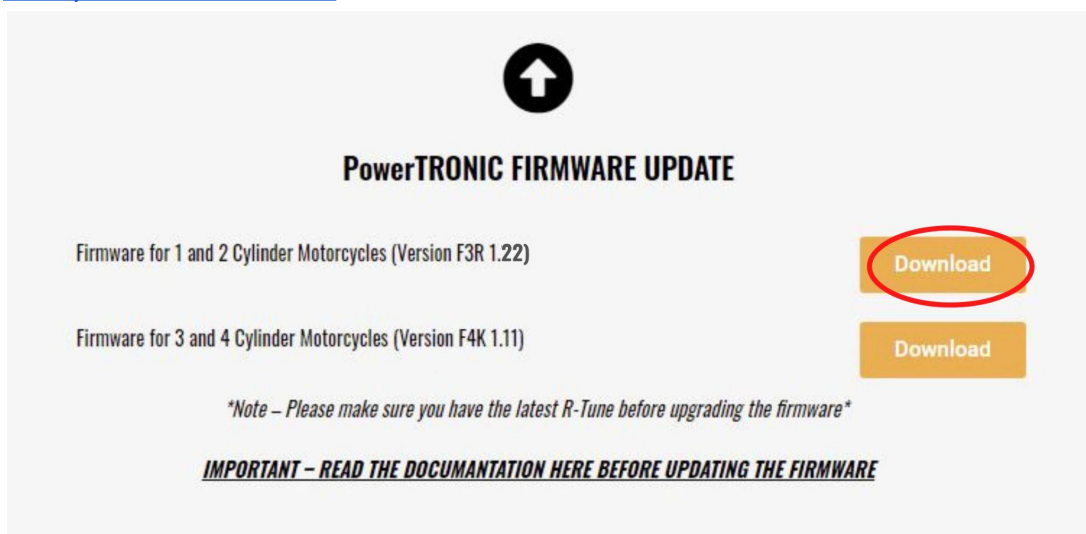 PowerTRONIC FIRMWARE UPDATE
Firmware for 1 and 2 Cylinder Motorcycles (Version F3R 1.22)
Download
Firmware for 3 and 4 Cylinder Motorcycles (Version F4K 1.11)
Download
*Note – Please make sure you have the latest R-Tune before upgrading the firmware*
IMPORTANT – READ THE DOCUMANTATION HERE BEFORE UPDATING THE FIRMWARE